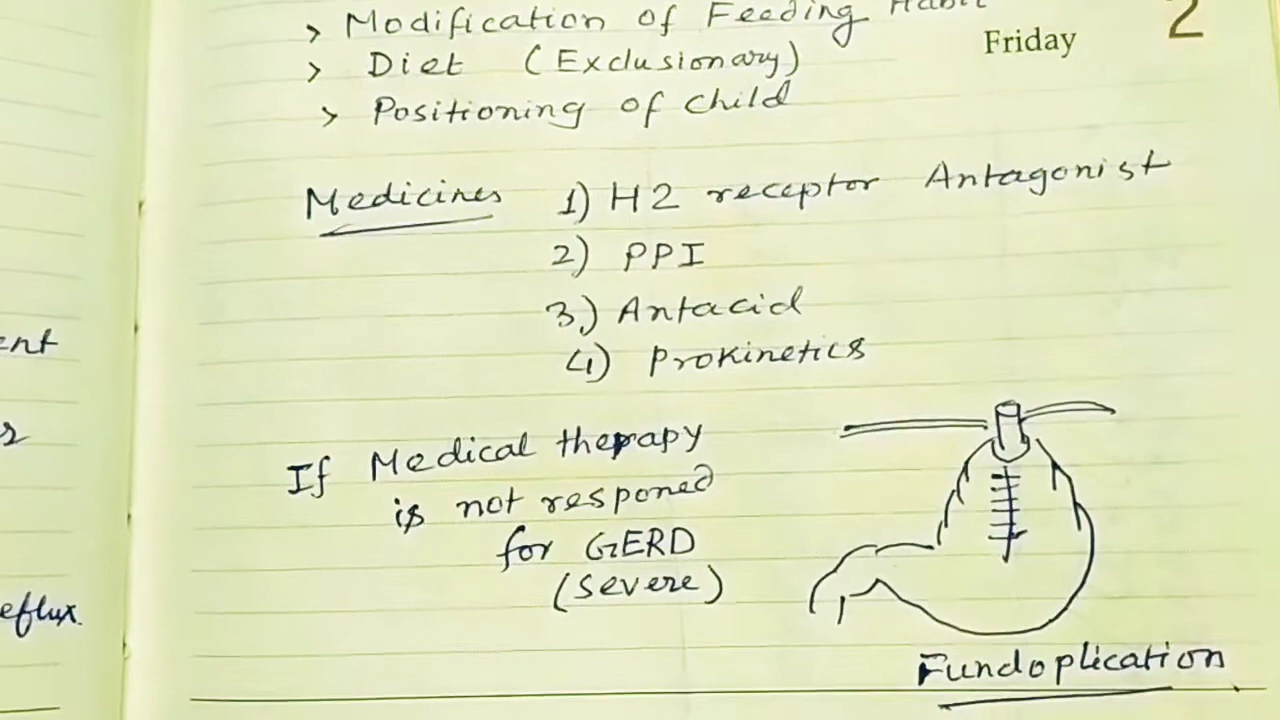 > Modification of Feeding Habit
> Diet (Exclusionary)
> Positioning of child
Friday 2
Medicines 1) H2 receptor Antagonist
2) PPI
3) Antacid
4) Prokinetics
If Medical therapy
is not responed
for GERD
(severe)
Fundoplication
ent
eflux.